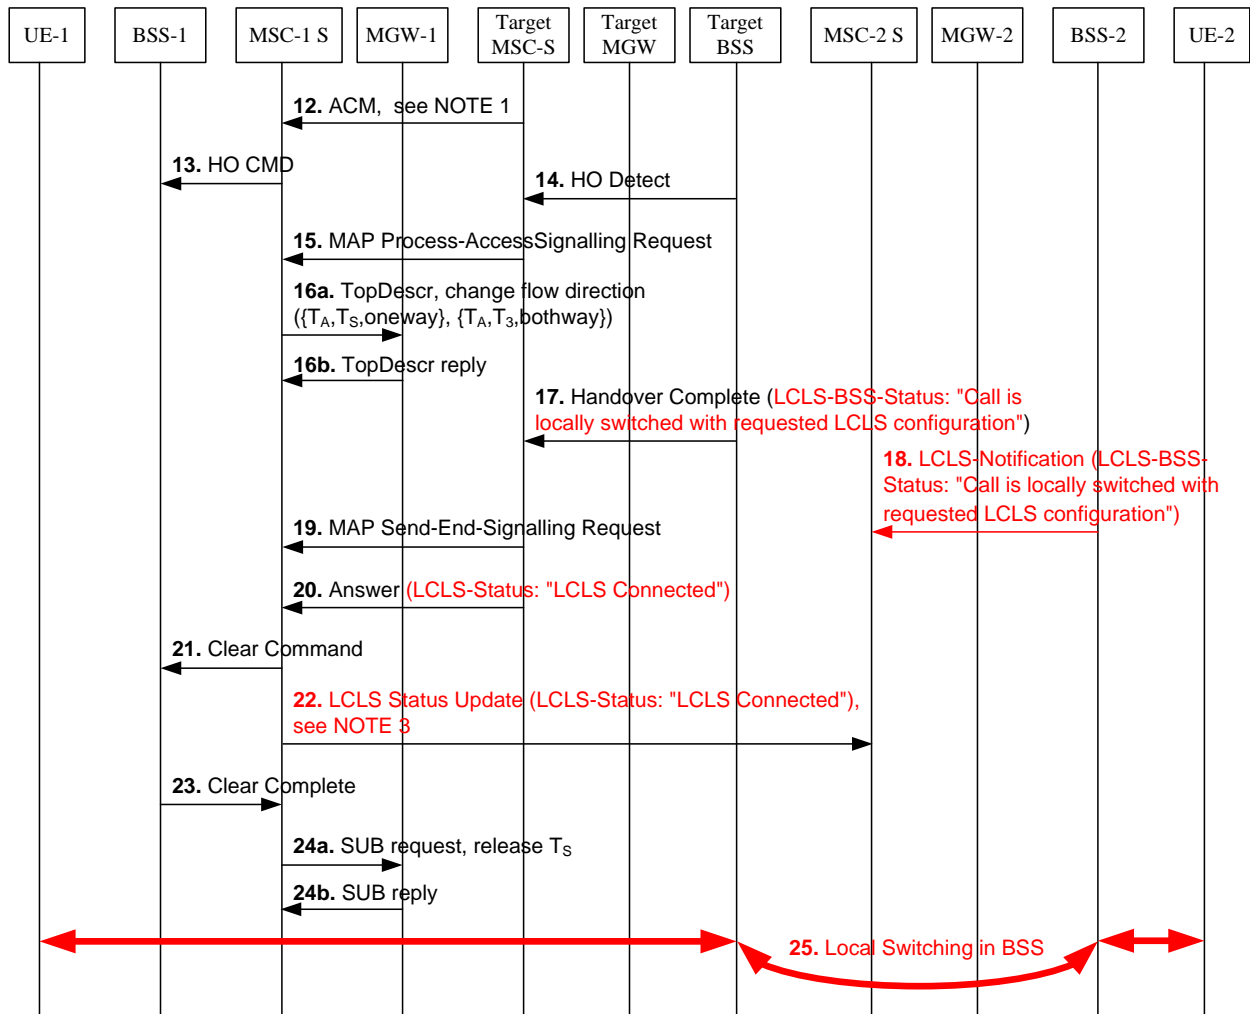 UE-1
BSS-1
MSC-1 S
MGW-1
Target
MSC-S
Target
MGW
Target
BSS
MSC-2 S
MGW-2
BSS-2
UE-2
12. ACM, see NOTE 1
13. HO CMD
14. HO Detect
15. MAP Process-AccessSignalling Request
16a. TopDescr, change flow direction
({TA,TS,oneway}, {TA,T3,bothway})
16b. TopDescr reply
17. Handover Complete (LCLS-BSS-Status: "Call is
locally switched with requested LCLS configuration")
18. LCLS-Notification (LCLS-BSS-
Status: "Call is locally switched with
requested LCLS configuration")
19. MAP Send-End-Signalling Request
20. Answer (LCLS-Status: "LCLS Connected")
21. Clear Command
22. LCLS Status Update (LCLS-Status: "LCLS Connected"),
see NOTE 3
23. Clear Complete
24a. SUB request, release TS
24b. SUB reply
25. Local Switching in BSS